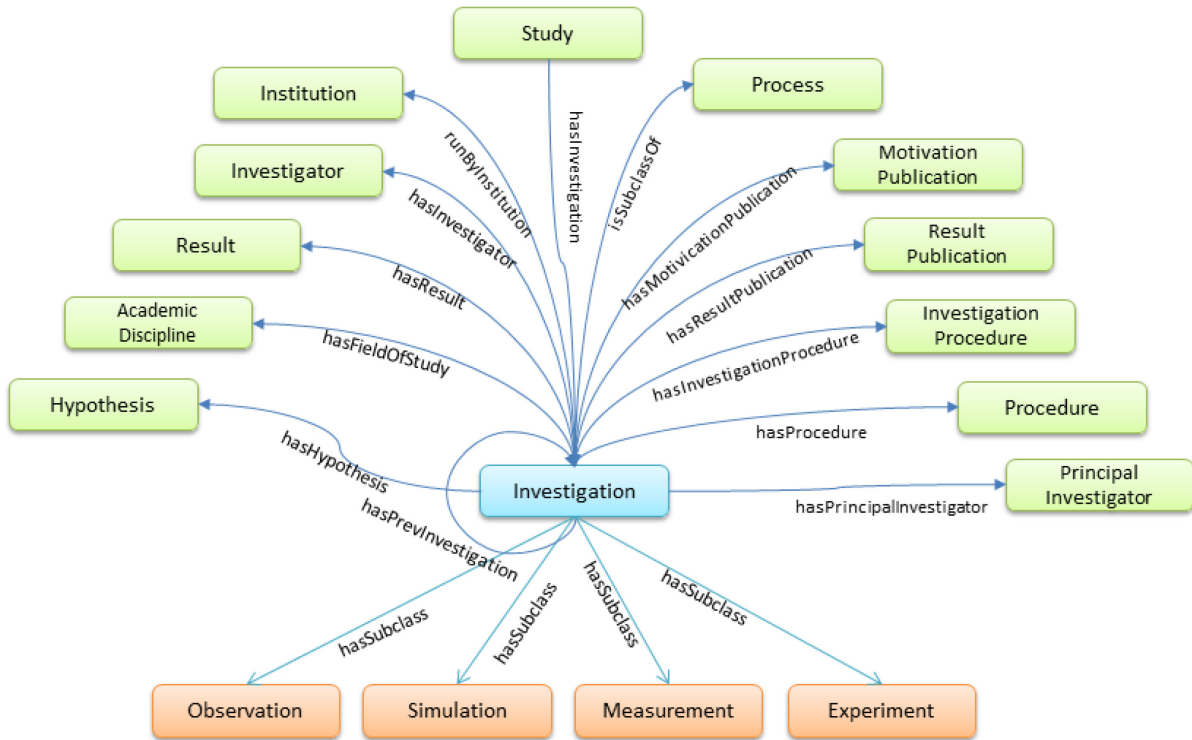 Study
Institution
Process
hasInvestigation
runByInstitution
isSubclassOf
Investigator
Motivation
Publication
hasInvestigator
hasMotivicationPublication
Result
Result
Publication
hasResult
hasResultPublication
Academic
Discipline
Investigation
Procedure
hasFieldOfStudy
hasInvestigationProcedure
Hypothesis
Procedure
hasHypothesis
hasProcedure
Investigation
Principal
Investigator
hasPrincipalInvestigator
hasPrevInvestigation
hasSubclass
hasSubclass
hasSubclass
hasSubclass
Observation
Simulation
Measurement
Experiment